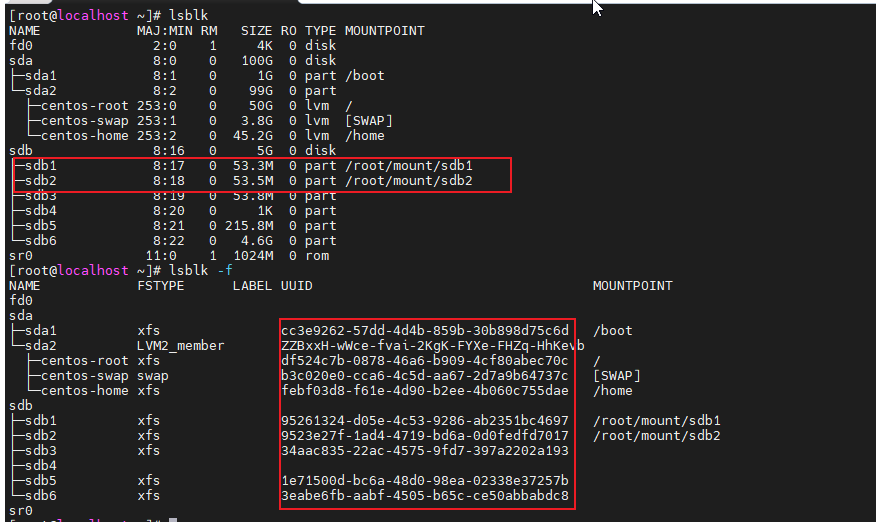 [root@localhost ~]# lsblk
NAME            MAJ:MIN RM   SIZE RO TYPE MOUNTPOINT
fd0               2:0    1     4K  0 disk
sda               8:0    0   100G  0 disk
├─sda1            8:1    0     1G  0 part /boot
└─sda2            8:2    0    99G  0 part
  ├─centos-root 253:0    0    50G  0 lvm  /
  ├─centos-swap 253:1    0   3.8G  0 lvm  [SWAP]
  └─centos-home 253:2    0  45.2G  0 lvm  /home
sdb               8:16   0     5G  0 disk
├─sdb1            8:17   0  53.3M  0 part /root/mount/sdb1
├─sdb2            8:18   0  53.5M  0 part /root/mount/sdb2
├─sdb3            8:19   0  53.8M  0 part
├─sdb4            8:20   0     1K  0 part
├─sdb5            8:21   0 215.8M  0 part
└─sdb6            8:22   0   4.6G  0 part
sr0              11:0    1  1024M  0 rom
[root@localhost ~]# lsblk -f
NAME            FSTYPE      LABEL UUID                                   MOUNTPOINT
fd0
sda
├─sda1          xfs               cc3e9262-57dd-4d4b-859b-30b898d75c6d   /boot
└─sda2          LVM2_member       ZZBxxH-wWce-fvai-2KgK-FYXe-FHZq-HhKevb
  ├─centos-root xfs               df524c7b-0878-46a6-b909-4cf80abec70c   /
  ├─centos-swap swap              b3c020e0-cca6-4c5d-aa67-2d7a9b64737c   [SWAP]
  └─centos-home xfs               febf03d8-f61e-4d90-b2ee-4b060c755dae   /home
sdb
├─sdb1          xfs               95261324-d05e-4c53-9286-ab2351bc4697   /root/mount/sdb1
├─sdb2          xfs               9523e27f-1ad4-4719-bd6a-0d0fedfd7017   /root/mount/sdb2
├─sdb3          xfs               34aac835-22ac-4575-9fd7-397a2202a193
├─sdb4
├─sdb5          xfs               1e71500d-bc6a-48d0-98ea-02338e37257b
└─sdb6          xfs               3eabe6fb-aabf-4505-b65c-ce50abbabdc8
sr0
[root@localhost ~]#